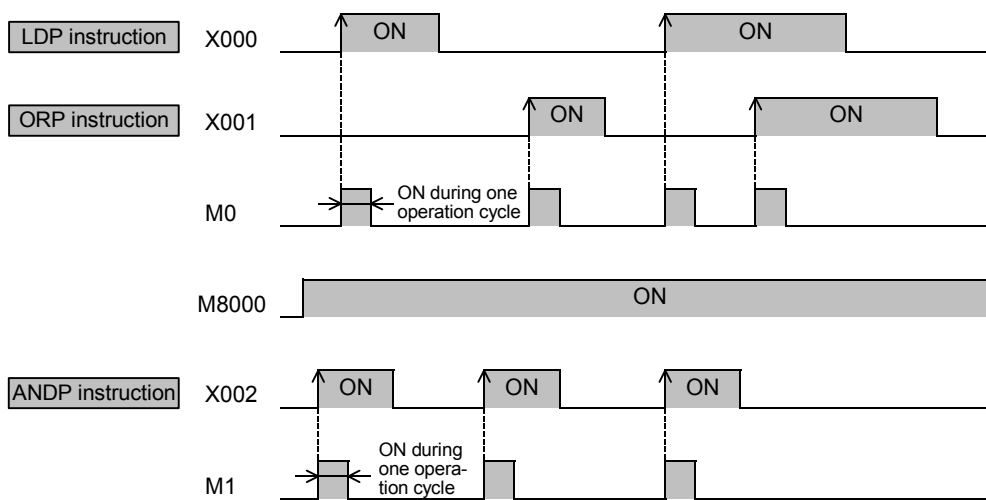 LDP instruction X000 ON ON
ORP instruction X001 ON ON
M0 ON during one
operation cycle
M8000 ON
ANDP instruction X002 ON ON ON
M1 ON during
one opera-
tion cycle